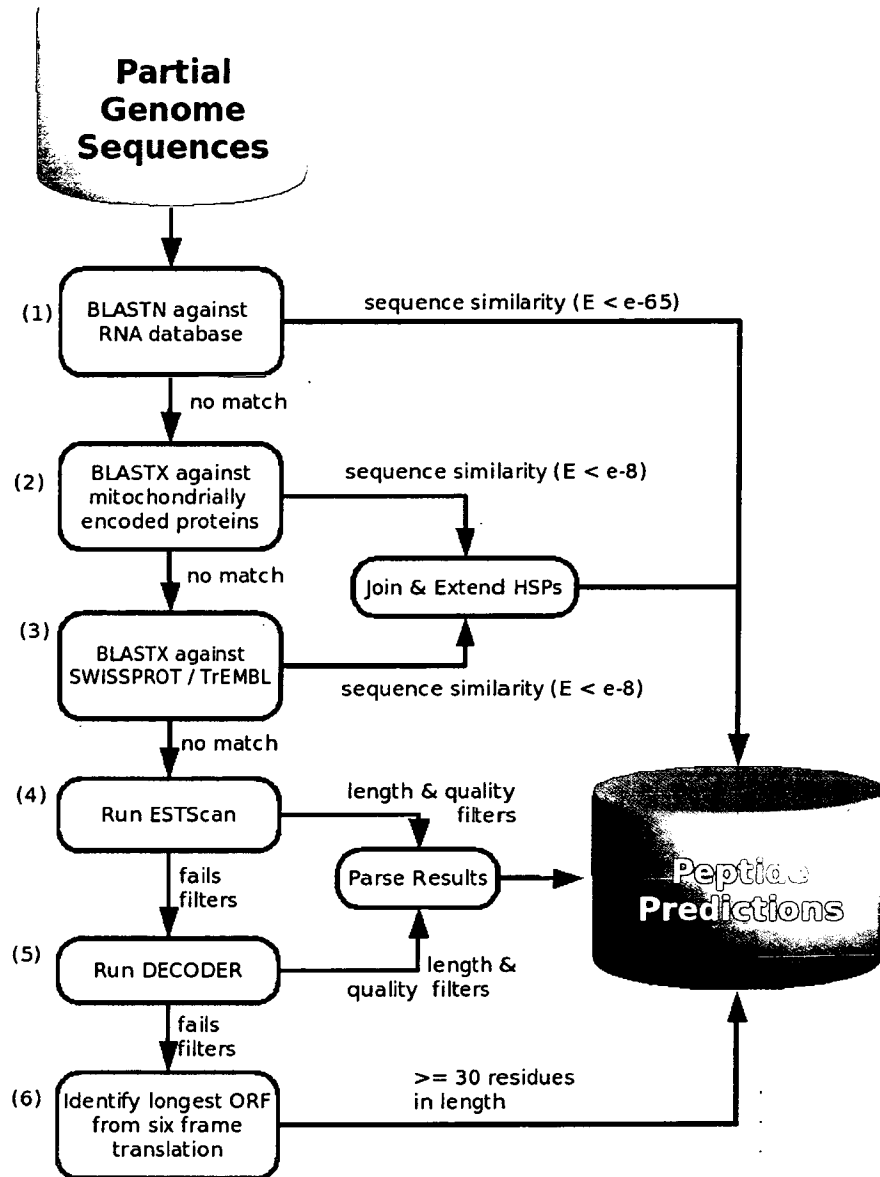 Partial
Genome
Sequences
(1)
BLASTN against
RNA database
sequence similarity (E < e-65)
no match
(2)
BLASTX against
mitochondrially
encoded proteins
sequence similarity (E < e-8)
no match
Join & Extend HSPs
(3)
BLASTX against
SWISSPROT / TrEMBL
sequence similarity (E < e-8)
no match
(4)
Run ESTScan
length & quality
filters
fails
filters
Parse Results
Peptide
Predictions
(5)
Run DECODER
length &
quality filters
fails
filters
(6)
Identify longest ORF
from six frame
translation
>= 30 residues
in length